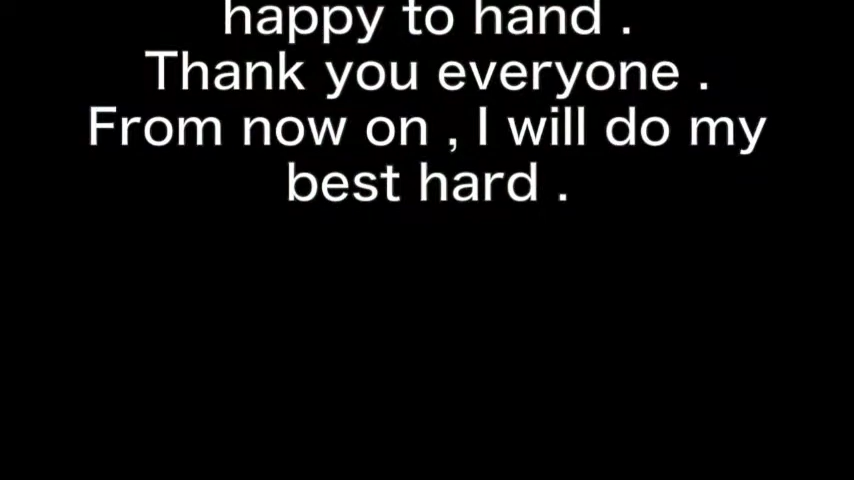 happy to hand .
Thank you everyone .
From now on , I will do my
best hard .